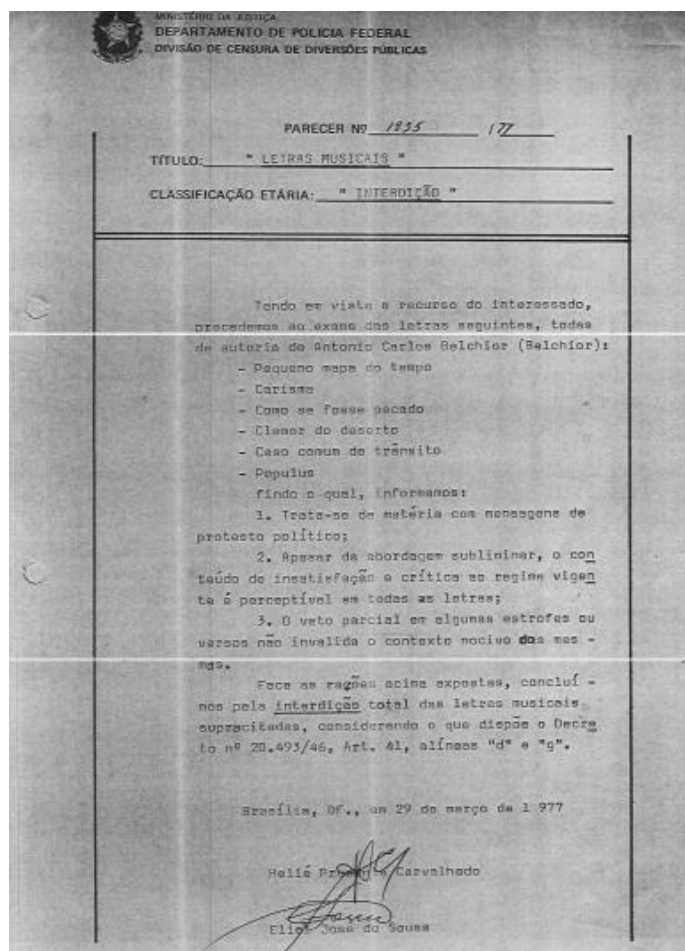 MINISTÉRIO DA JUSTIÇA
DEPARTAMENTO DE POLÍCIA FEDERAL
DIVISÃO DE CENSURA DE DIVERSÕES PÚBLICAS
PARECER Nº 1835 /77
TÍTULO: " LETRAS MUSICAIS "
CLASSIFICAÇÃO ETÁRIA: " INTERDIÇÃO "
Tendo em vista o recurso do interessado,
procedemos ao exame das letras seguintes, todas
de autoria de Antonio Carlos Belchior (Belchior):
- Pequeno mapa do tempo
- Carisma
- Como se fosse pecado
- Clamor do deserto
- Caso comum de trânsito
- Populus
findo o qual, informamos:
1. Trata-se de matéria com mensagens de
protesto político;
2. Apesar da abordagem subliminar, o con
teúdo de insatisfação e crítica ao regime vigen
te é perceptível em todas as letras;
3. O veto parcial em algumas estrofes ou
versos não invalida o contexto nocivo das mes -
mas.
Face as razões acima expostas, concluí -
mos pela interdição total das letras musicais
supracitadas, considerando o que dispõe o Decre
to nº 20.493/46, Art. 41, alíneas "d" e "g".
Brasília, DF., em 29 de março de 1 977
Hellé Carvalhedo
José de Sousa